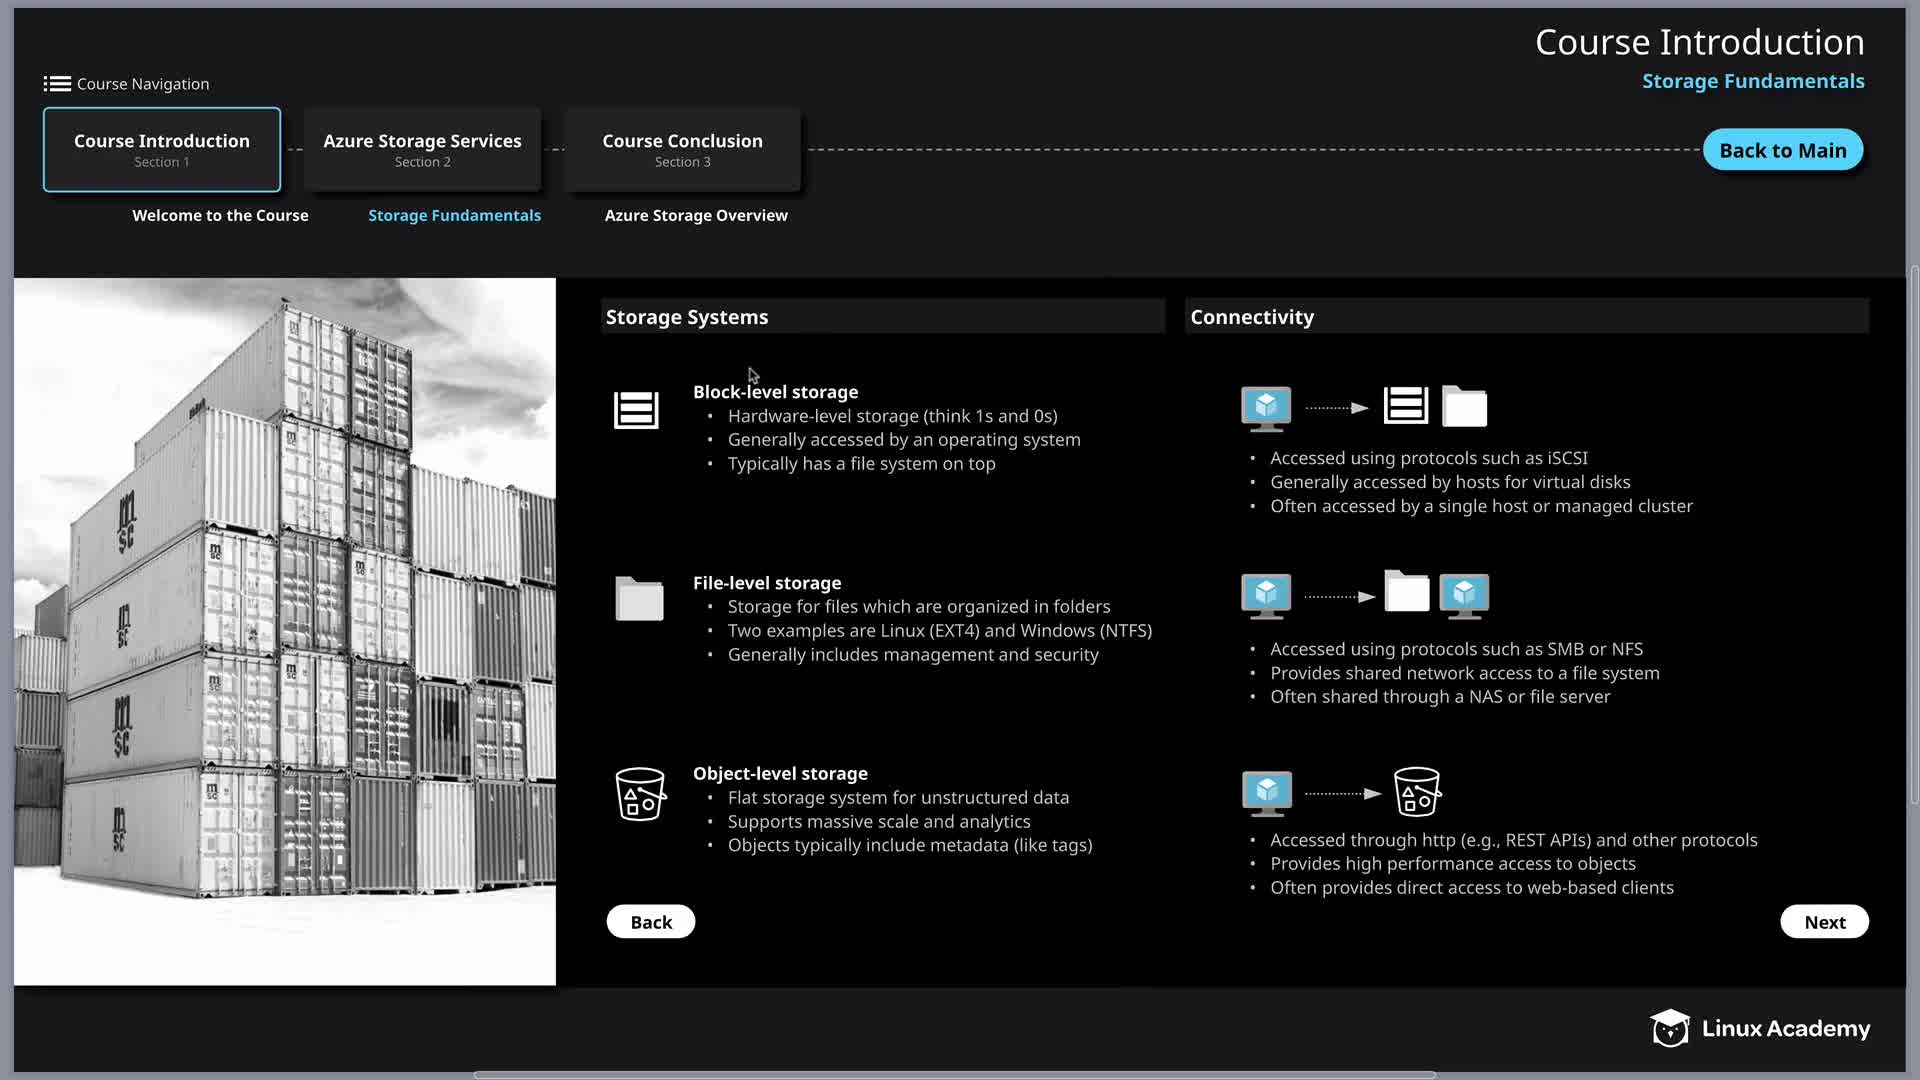 Course Introduction
Storage Fundamentals
Course Navigation
Course Introduction
Section 1
Azure Storage Services
Section 2
Course Conclusion
Section 3
Back to Main
Welcome to the Course
Storage Fundamentals
Azure Storage Overview
Storage Systems
Block-level storage
• Hardware-level storage (think 1s and 0s)
• Generally accessed by an operating system
• Typically has a file system on top
File-level storage
• Storage for files which are organized in folders
• Two examples are Linux (EXT4) and Windows (NTFS)
• Generally includes management and security
Object-level storage
• Flat storage system for unstructured data
• Supports massive scale and analytics
• Objects typically include metadata (like tags)
Connectivity
• Accessed using protocols such as iSCSI
• Generally accessed by hosts for virtual disks
• Often accessed by a single host or managed cluster
• Accessed using protocols such as SMB or NFS
• Provides shared network access to a file system
• Often shared through a NAS or file server
• Accessed through http (e.g., REST APIs) and other protocols
• Provides high performance access to objects
• Often provides direct access to web-based clients
Back
Next
Linux Academy
msc
msc
msc
msc